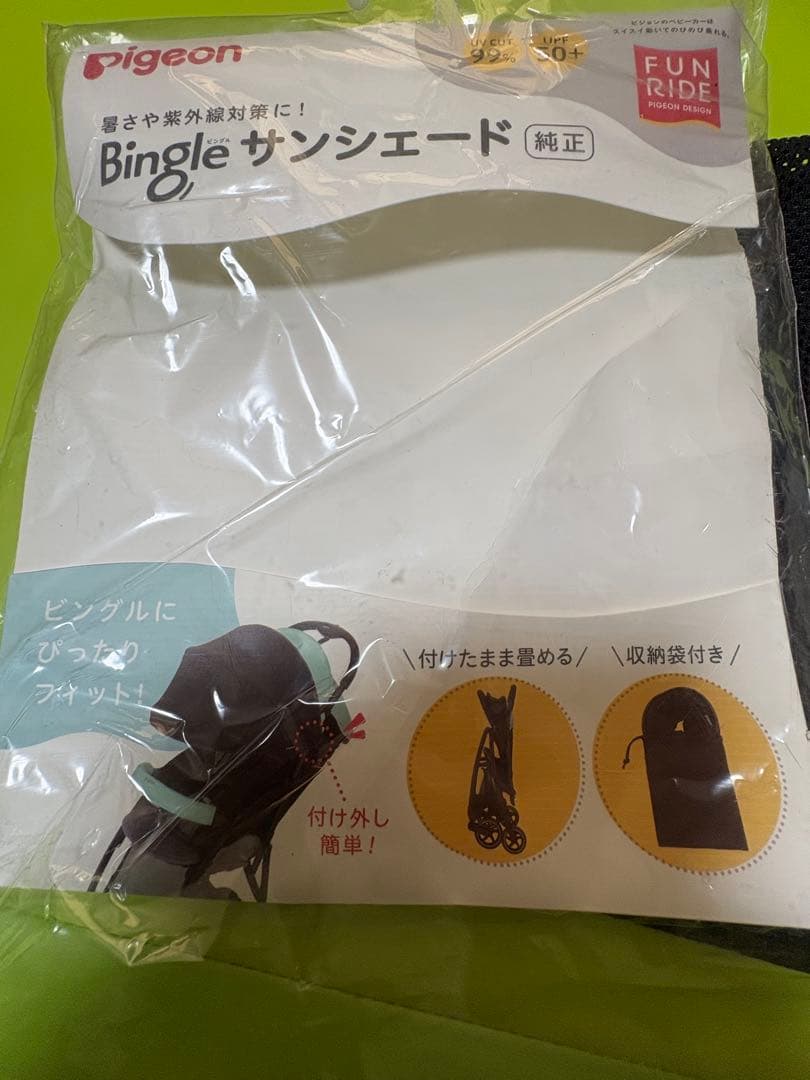 Pigeon
UV CUT
99%
UPF
50+
ピジョンのベビーカーは
スイスイ動いてのびのび乗れる。
FUN
RIDE
PIGEON DESIGN
暑さや紫外線対策に！
Bingle ビングル サンシェード 純正
ビングルに
ぴったり
フィット！
付け外し
簡単！
\付けたまま畳める/
\収納袋付き/